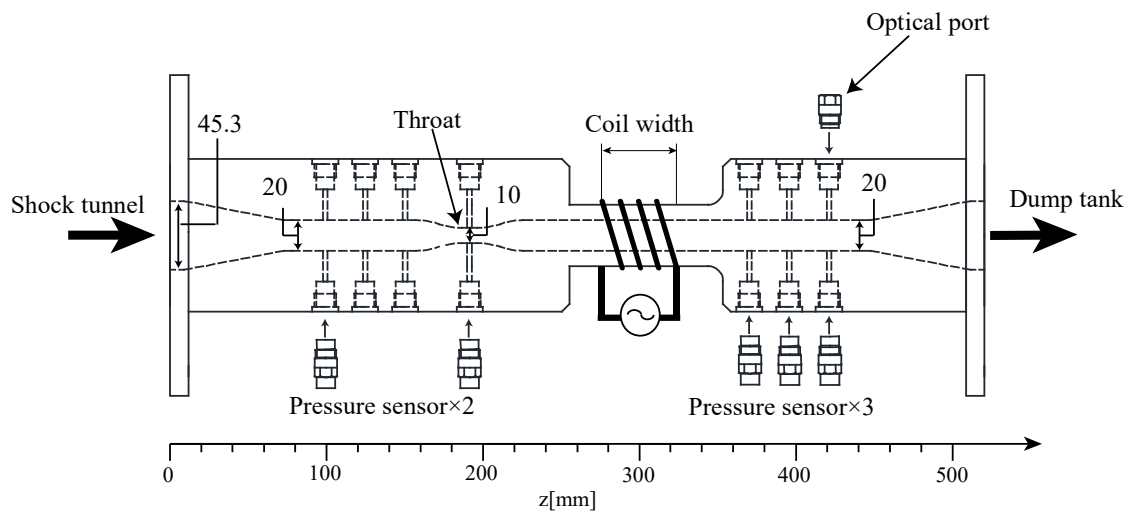 Optical port
45.3
Throat
Coil width
20
10
20
Shock tunnel
Dump tank
Pressure sensor×2
Pressure sensor×3
0
100
200
300
400
500
z[mm]